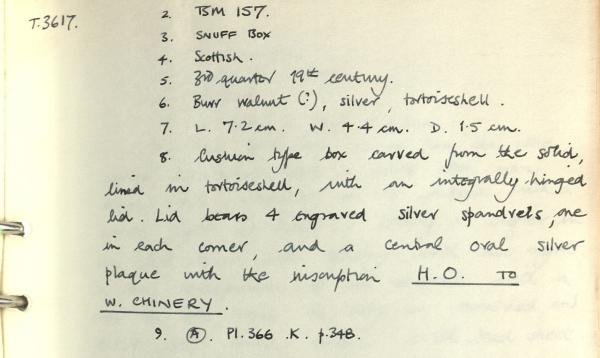 T.3617.
2. TSM 157.
3. SNUFF BOX
4. Scottish.
5. 3rd quarter 19th century.
6. Burr walnut (?), silver, tortoiseshell.
7. L. 7.2 cm. W. 4.4 cm. D. 1.5 cm.
8. Cushion type box carved from the solid,
lined in tortoiseshell, with an integrally hinged
lid. Lid bears 4 engraved silver spandrels, one
in each corner, and a central oval silver
plaque with the inscription H.O. TO
W. CHINERY.
9. A Pl. 366 .K. p.348.